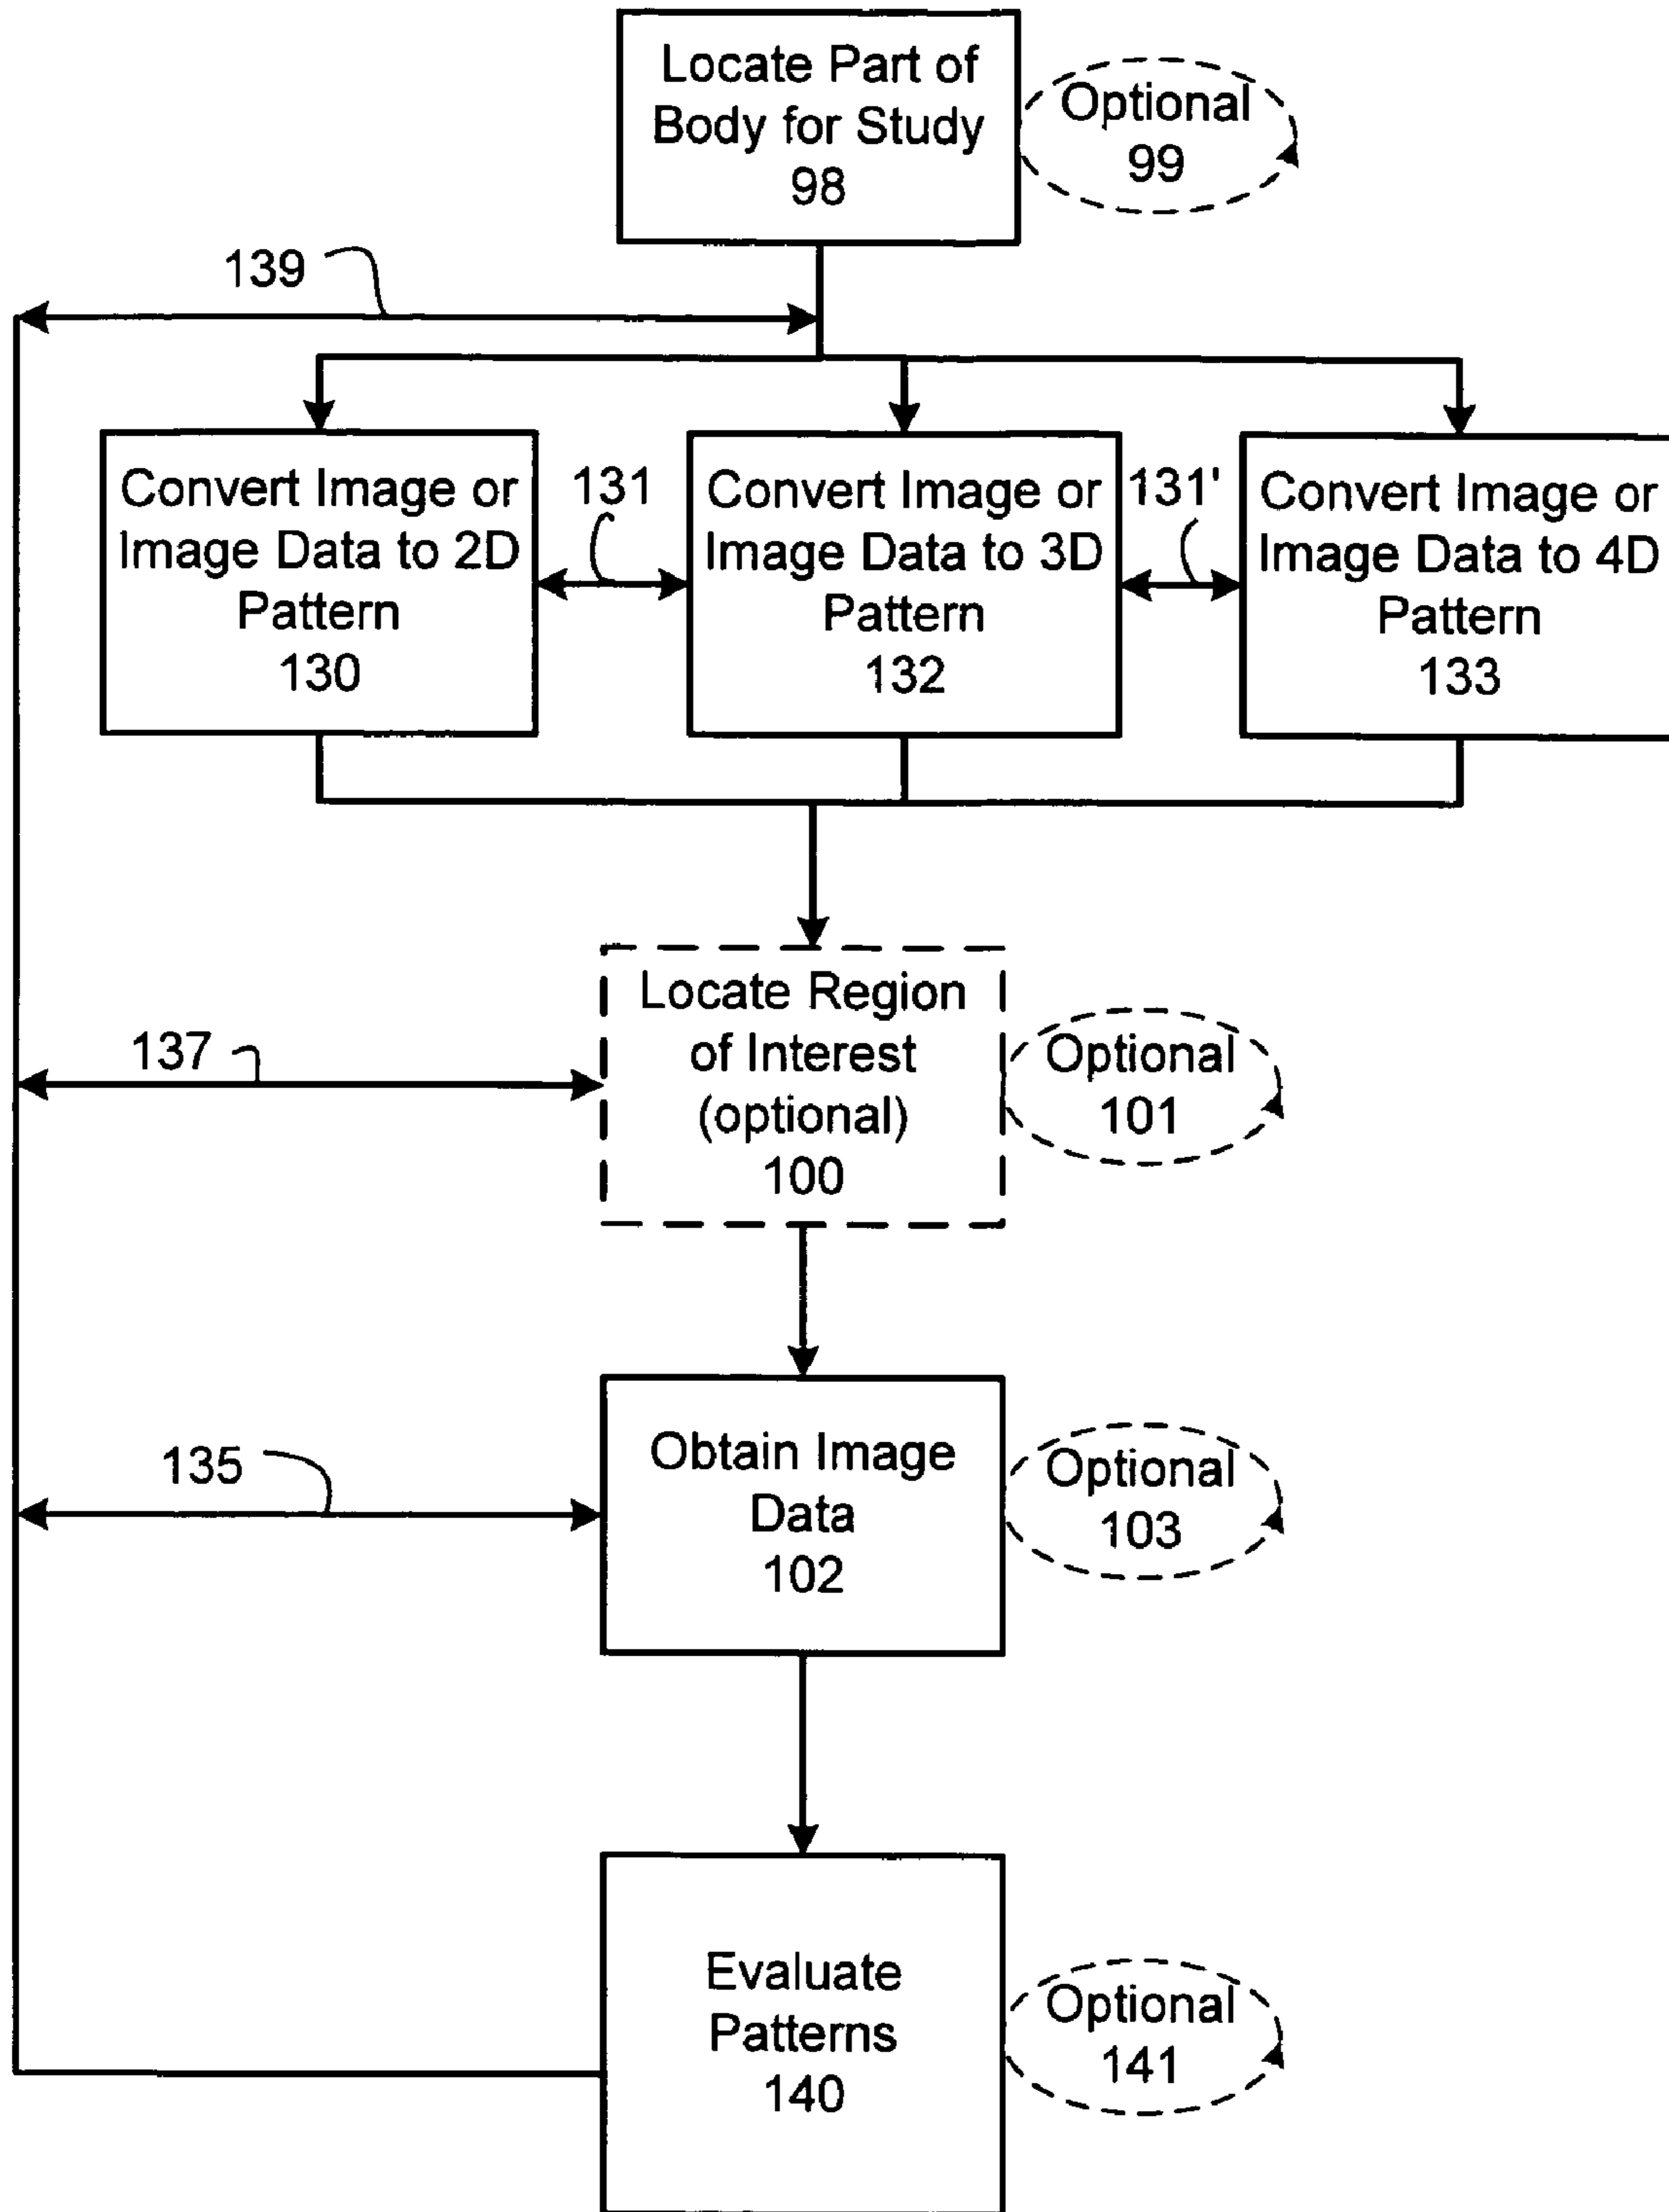 Locate Part of
Body for Study
98
Optional
99
139
Convert Image or
Image Data to 2D
Pattern
130
131
Convert Image or
Image Data to 3D
Pattern
132
131'
Convert Image or
Image Data to 4D
Pattern
133
Locate Region
of Interest
(optional)
100
Optional
101
137
Obtain Image
Data
102
Optional
103
135
Evaluate
Patterns
140
Optional
141